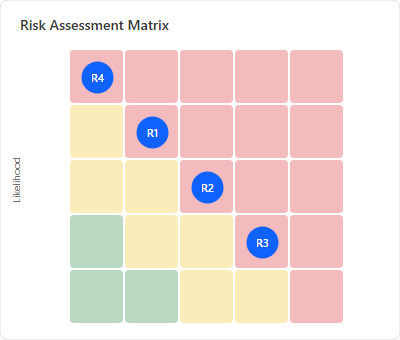 Risk Assessment Matrix
R4
R1
R2
R3
Likelihood